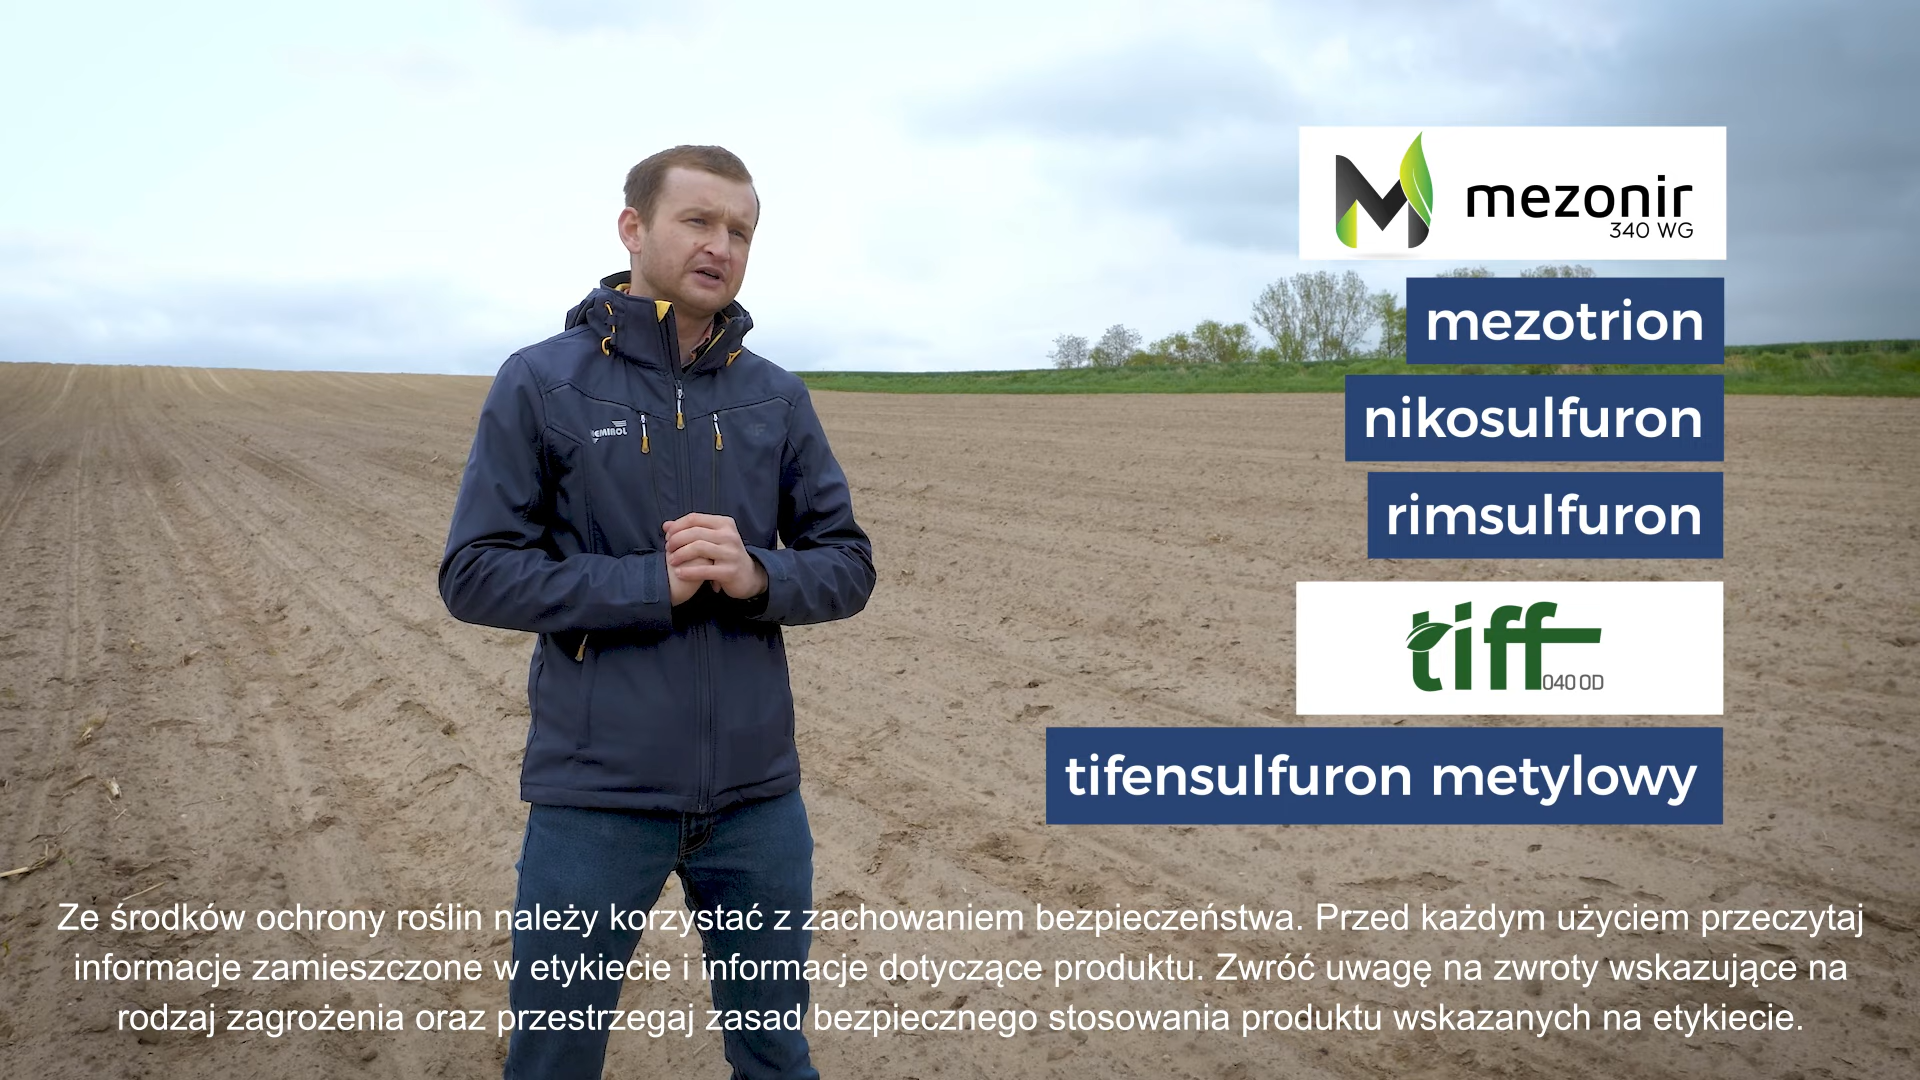 mezonir
340 WG
mezotrion
nikosulfuron
rimsulfuron
tiff
040 OD
tifensulfuron metylowy
Ze środków ochrony roślin należy korzystać z zachowaniem bezpieczeństwa. Przed każdym użyciem przeczytaj
informacje zamieszczone w etykiecie i informacje dotyczące produktu. Zwróć uwagę na zwroty wskazujące na
rodzaj zagrożenia oraz przestrzegaj zasad bezpiecznego stosowania produktu wskazanych na etykiecie.